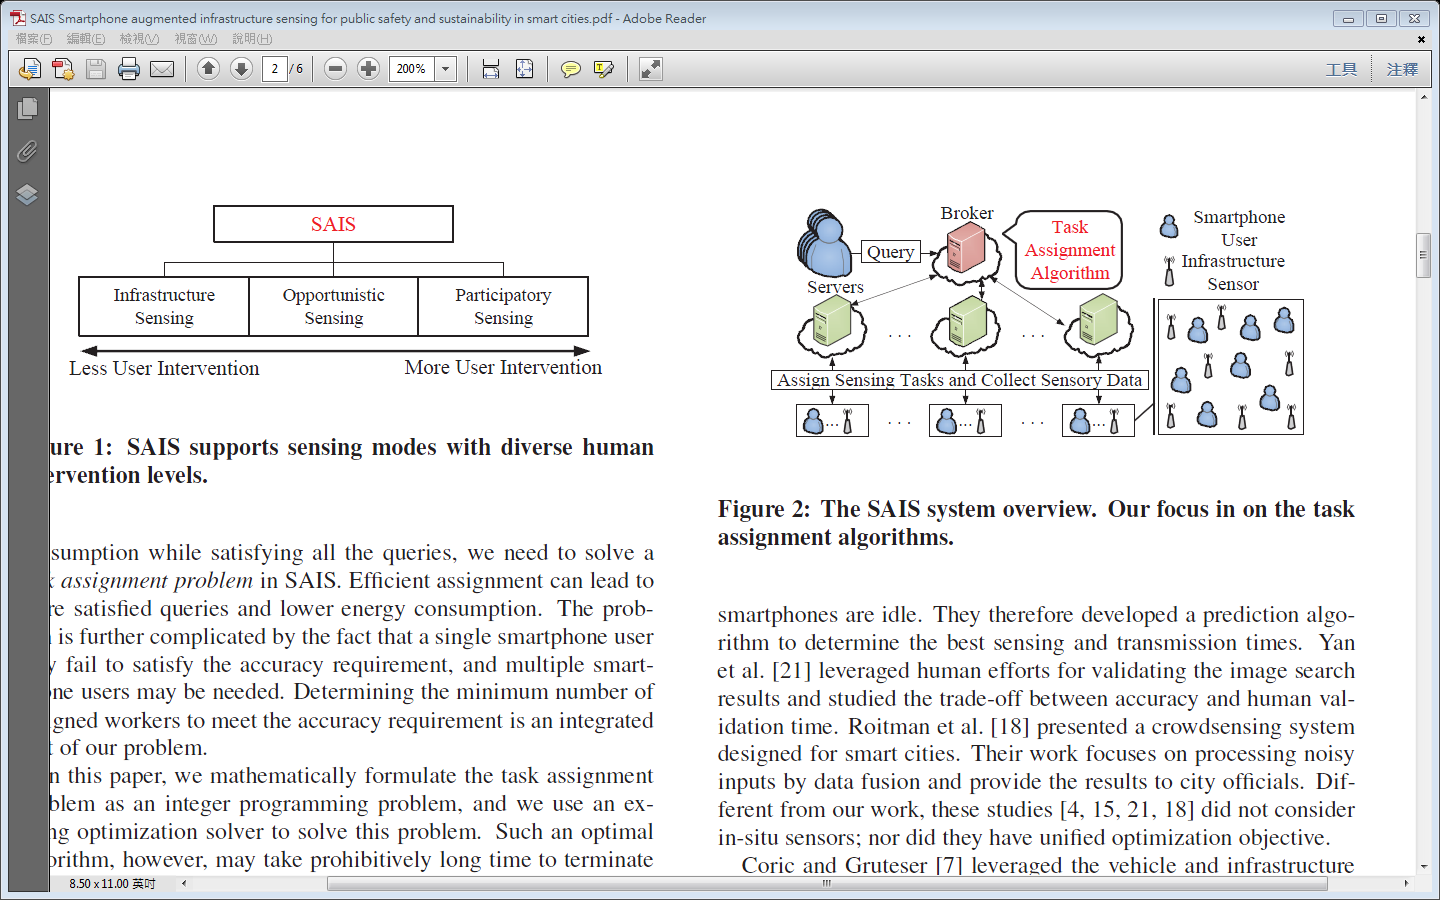 SAIS Smartphone augmented infrastructure sensing for public safety and sustainability in smart cities.pdf - Adobe Reader
檔案(F) 編輯(E) 檢視(V) 視窗(W) 說明(H)
2 / 6 200% 工具 注釋
SAIS
Infrastructure Sensing
Opportunistic Sensing
Participatory Sensing
Less User Intervention More User Intervention
ure 1: SAIS supports sensing modes with diverse human
ervention levels.
sumption while satisfying all the queries, we need to solve a
k assignment problem in SAIS. Efficient assignment can lead to
re satisfied queries and lower energy consumption. The prob-
is further complicated by the fact that a single smartphone user
y fail to satisfy the accuracy requirement, and multiple smart-
one users may be needed. Determining the minimum number of
igned workers to meet the accuracy requirement is an integrated
t of our problem.
n this paper, we mathematically formulate the task assignment
blem as an integer programming problem, and we use an ex-
ng optimization solver to solve this problem. Such an optimal
orithm, however, may take prohibitively long time to terminate
Broker
Query
Task
Assignment
Algorithm
Smartphone
User
Infrastructure
Sensor
Servers
. . . . . .
Assign Sensing Tasks and Collect Sensory Data
... . . . ... . . . ...
Figure 2: The SAIS system overview. Our focus in on the task
assignment algorithms.
smartphones are idle. They therefore developed a prediction algo-
rithm to determine the best sensing and transmission times. Yan
et al. [21] leveraged human efforts for validating the image search
results and studied the trade-off between accuracy and human val-
idation time. Roitman et al. [18] presented a crowdsensing system
designed for smart cities. Their work focuses on processing noisy
inputs by data fusion and provide the results to city officials. Dif-
ferent from our work, these studies [4, 15, 21, 18] did not consider
in-situ sensors; nor did they have unified optimization objective.
Coric and Gruteser [7] leveraged the vehicle and infrastructure
8.50 x 11.00 英吋